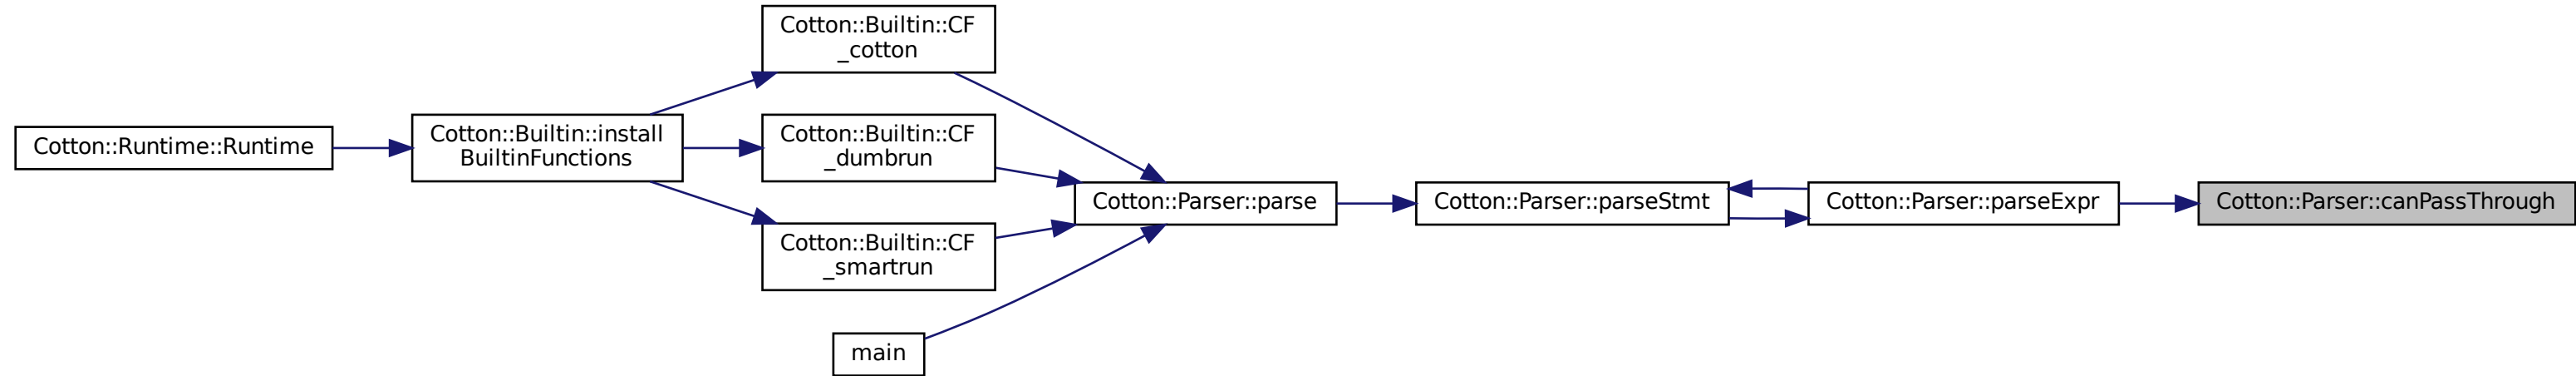 Cotton::Runtime::Runtime
Cotton::Builtin::install
BuiltinFunctions
Cotton::Builtin::CF
_cotton
Cotton::Builtin::CF
_dumbrun
Cotton::Builtin::CF
_smartrun
main
Cotton::Parser::parse
Cotton::Parser::parseStmt
Cotton::Parser::parseExpr
Cotton::Parser::canPassThrough